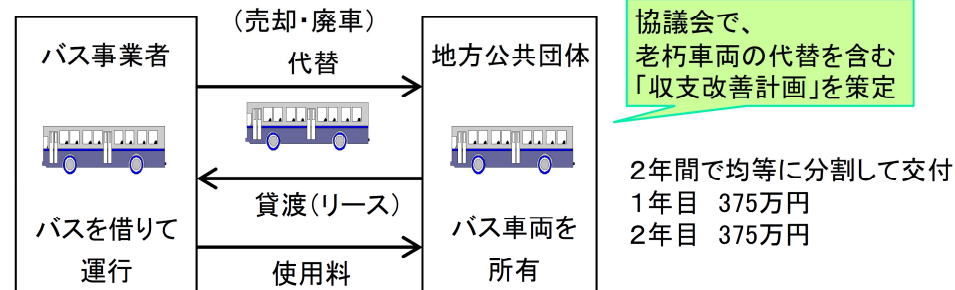 (売却・廃車)
代替
バス事業者
バスを借りて
運行
貸渡(リース)
使用料
地方公共団体
バス車両を
所有
協議会で、
老朽車両の代替を含む
「収支改善計画」を策定
２年間で均等に分割して交付
１年目　375万円
２年目　375万円